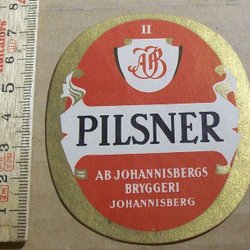 II
AB
PILSNER
AB JOHANNISBERGS
BRYGGERI
JOHANNISBERG